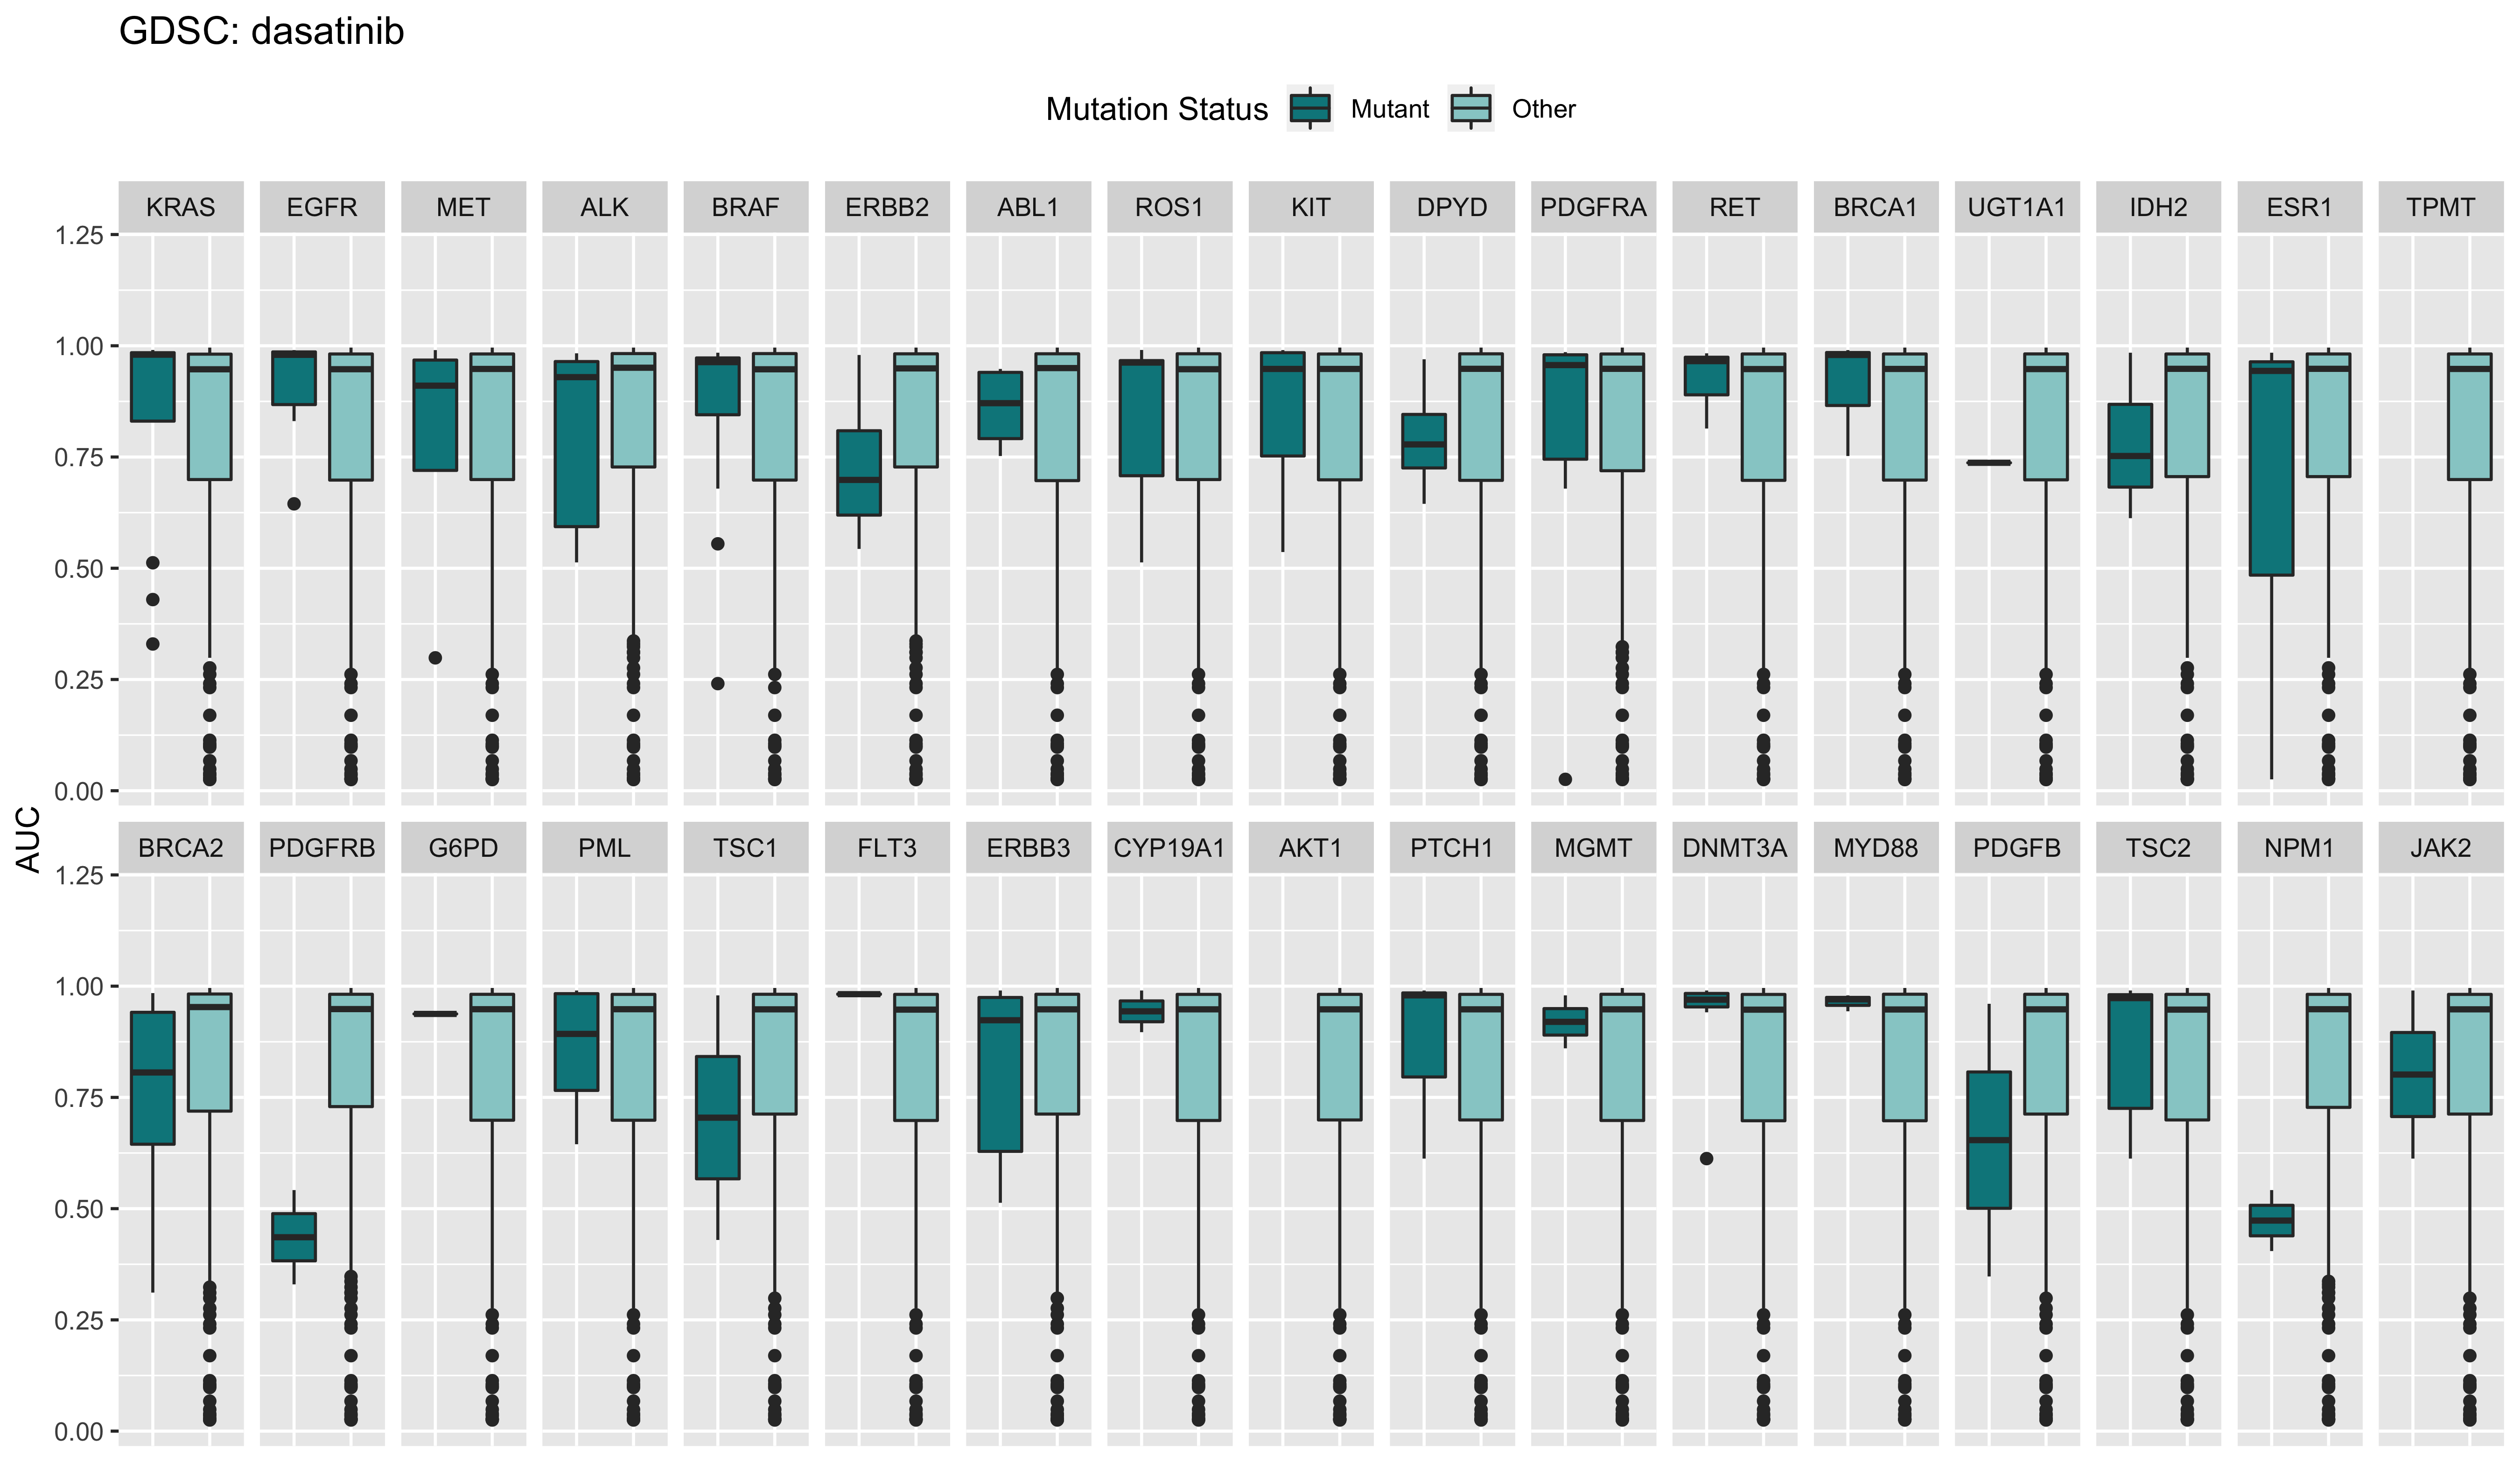 GDSC: dasatinib
Mutation Status Mutant Other
KRAS EGFR MET ALK BRAF ERBB2 ABL1 ROS1 KIT DPYD PDGFRA RET BRCA1 UGT1A1 IDH2 ESR1 TPMT
1.25
1.00
0.75
0.50
0.25
0.00
AUC
BRCA2 PDGFRB G6PD PML TSC1 FLT3 ERBB3 CYP19A1 AKT1 PTCH1 MGMT DNMT3A MYD88 PDGFB TSC2 NPM1 JAK2
1.25
1.00
0.75
0.50
0.25
0.00